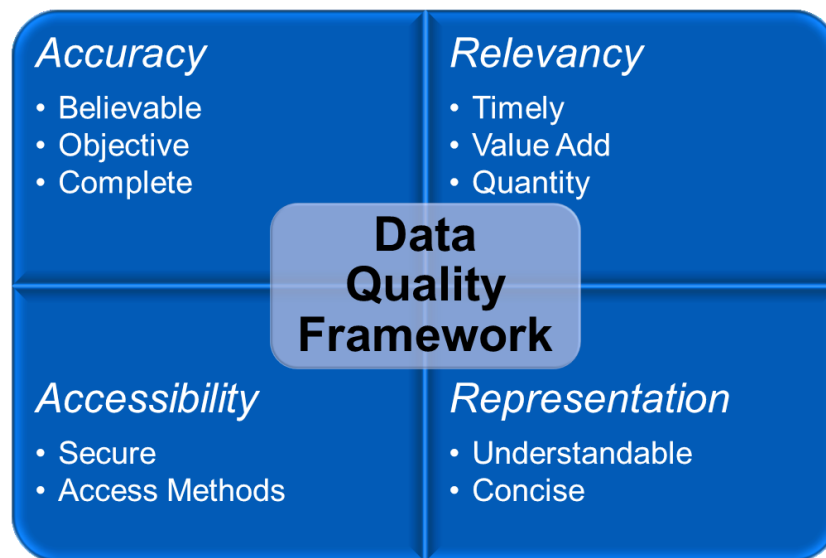 Accuracy
• Believable
• Objective
• Complete
Relevancy
• Timely
• Value Add
• Quantity
Data
Quality
Framework
Accessibility
• Secure
• Access Methods
Representation
• Understandable
• Concise